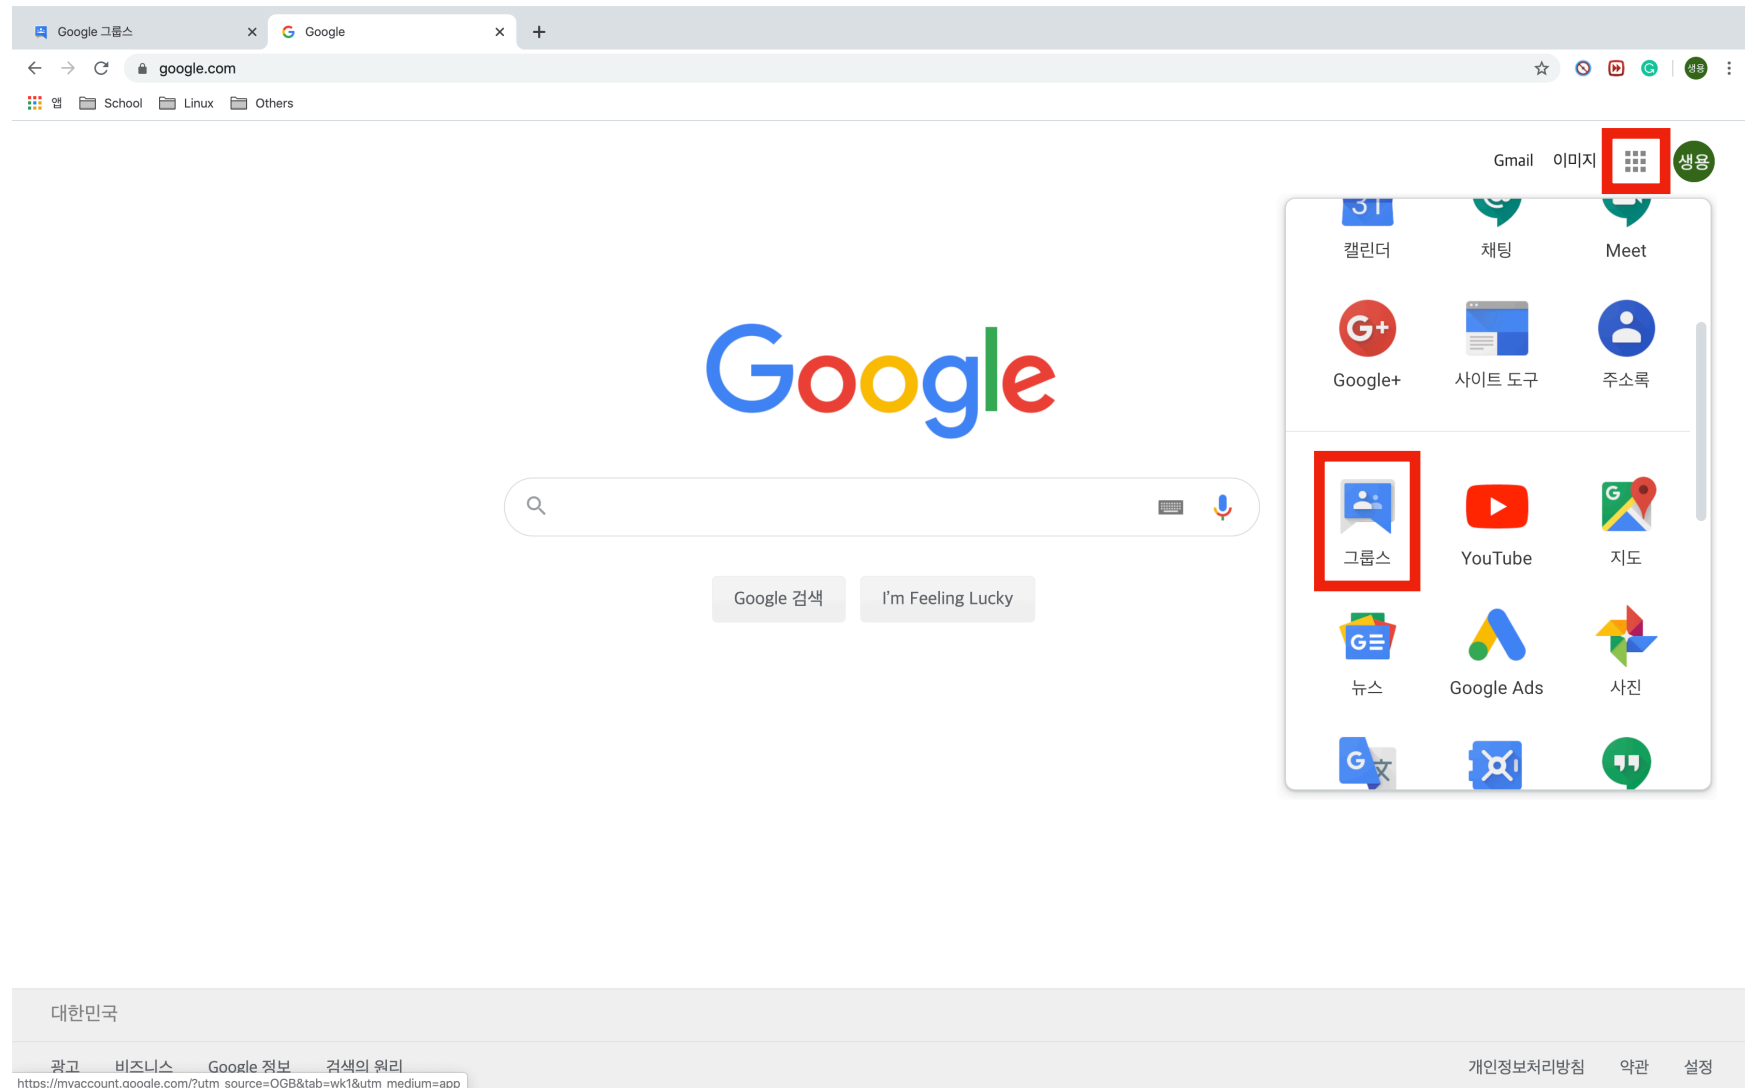 Google 그룹스
Google
google.com
생용
앱 School Linux Others
Gmail 이미지 생용
31
캘린더 채팅 Meet
G+
Google+ 사이트 도구 주소록
Google
G
그룹스 YouTube 지도
Google 검색 I'm Feeling Lucky
G
뉴스 Google Ads 사진
G 文
대한민국
광고 비즈니스 Google 정보 검색의 원리
개인정보처리방침 약관 설정
https://myaccount.google.com/?utm_source=OGB&tab=wk1&utm_medium=app